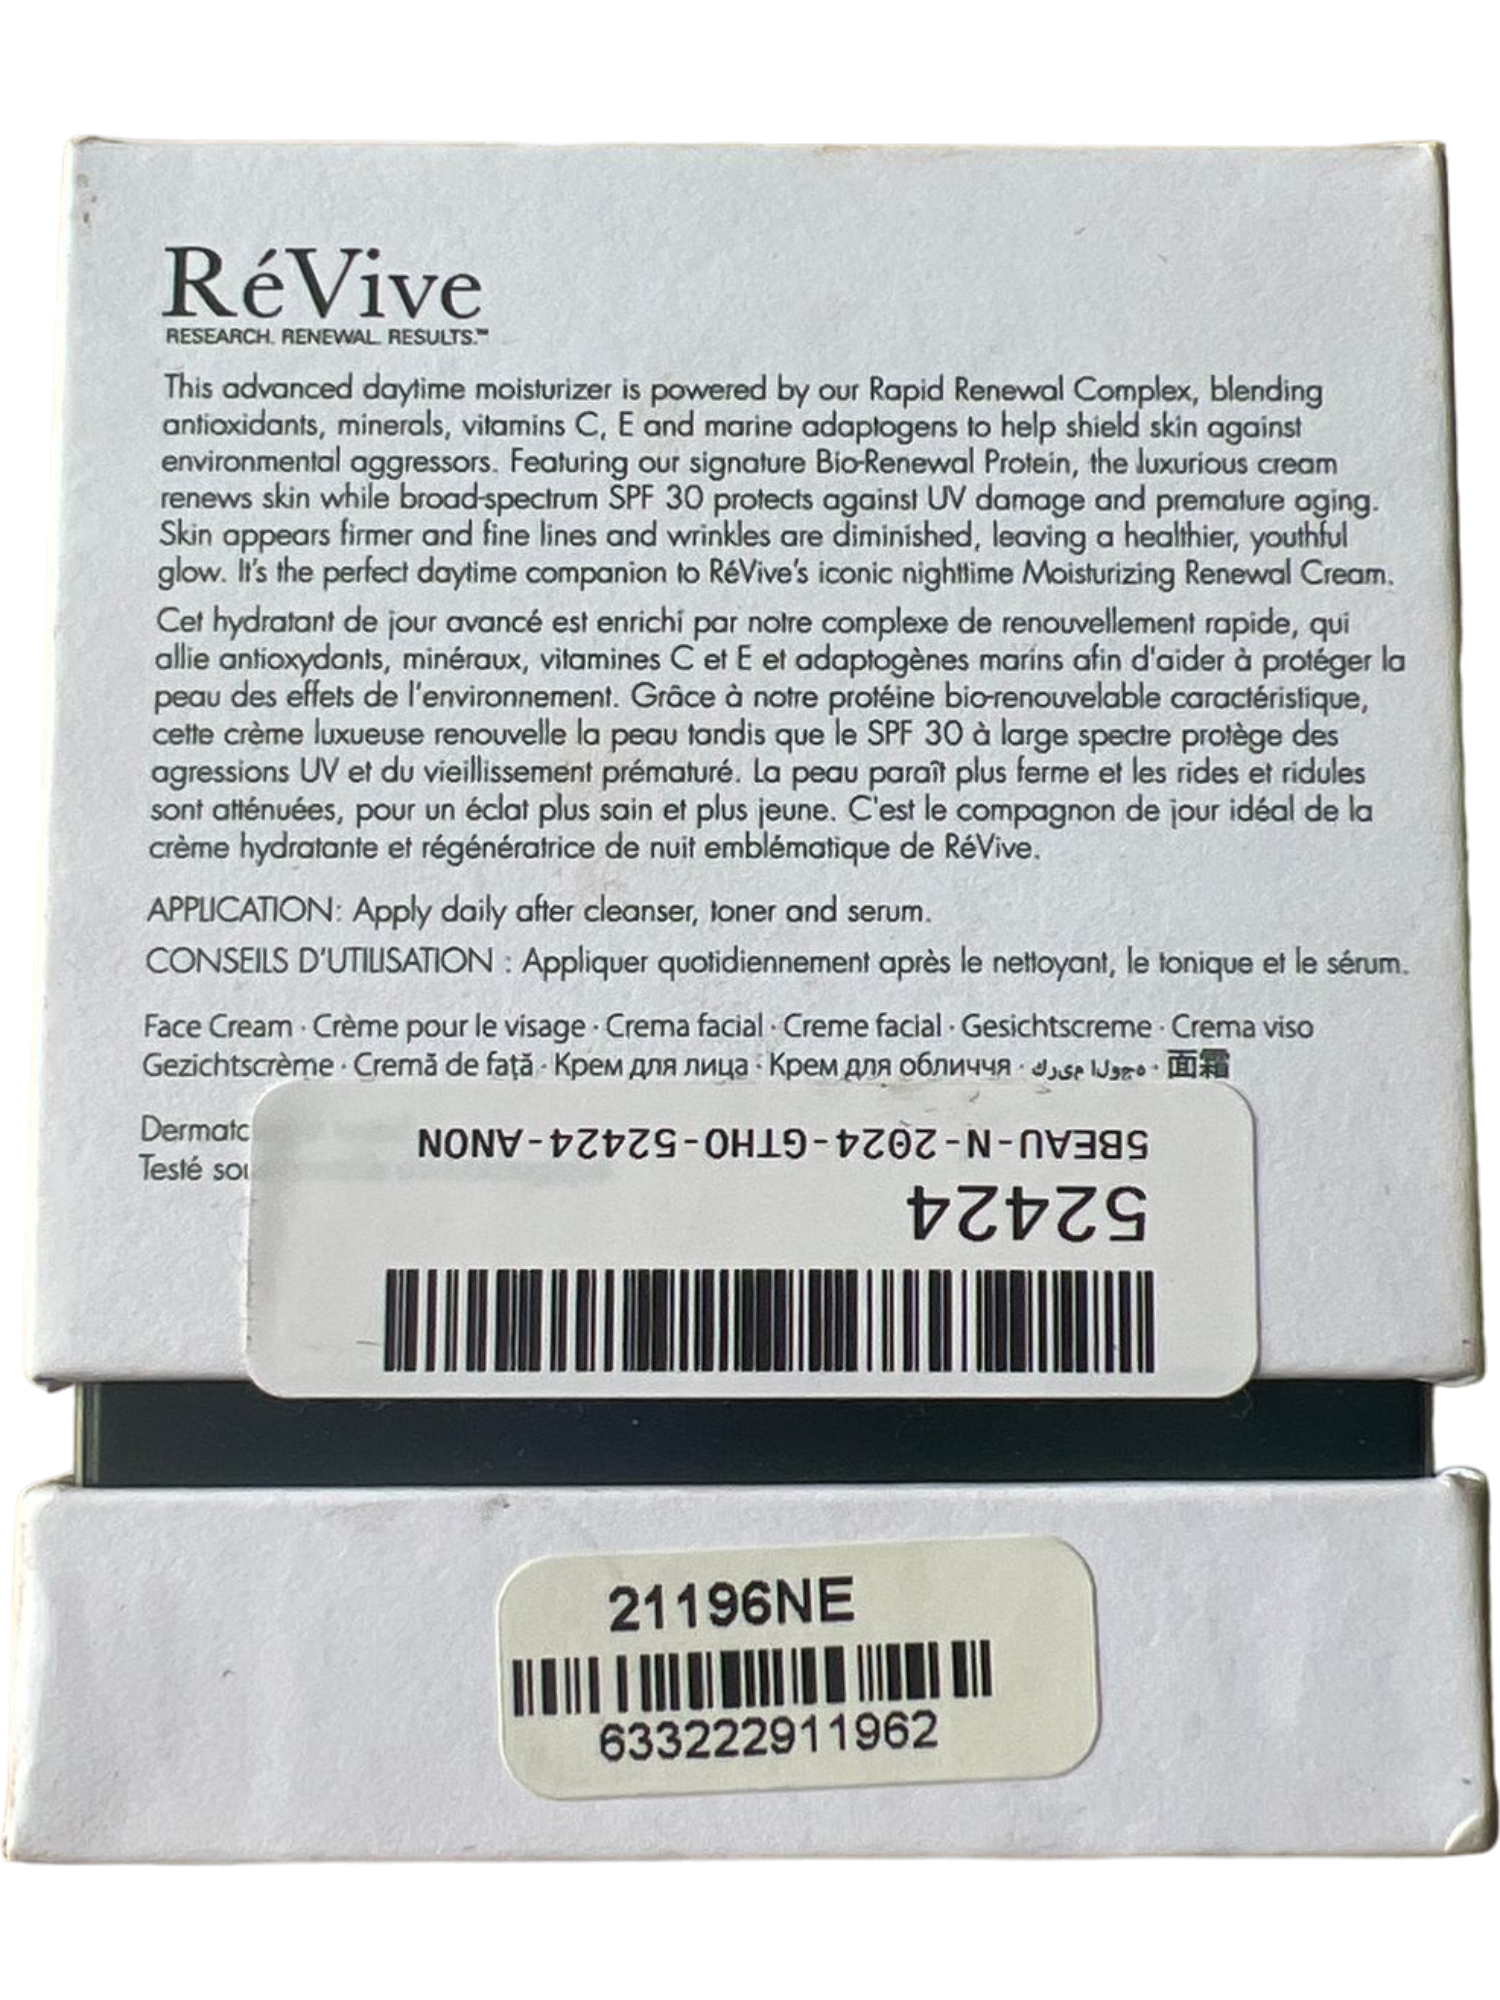 RéVive
RESEARCH. RENEWAL. RESULTS.™
This advanced daytime moisturizer is powered by our Rapid Renewal Complex, blending
antioxidants, minerals, vitamins C, E and marine adaptogens to help shield skin against
environmental aggressors. Featuring our signature Bio-Renewal Protein, the luxurious cream
renews skin while broad-spectrum SPF 30 protects against UV damage and premature aging.
Skin appears firmer and fine lines and wrinkles are diminished, leaving a healthier, youthful
glow. It's the perfect daytime companion to RéVive's iconic nighttime Moisturizing Renewal Cream.
Cet hydratant de jour avancé est enrichi par notre complexe de renouvellement rapide, qui
allie antioxydants, minéraux, vitamines C et E et adaptogènes marins afin d'aider à protéger la
peau des effets de l'environnement. Grâce à notre protéine bio-renouvelable caractéristique,
cette crème luxueuse renouvelle la peau tandis que le SPF 30 à large spectre protège des
agressions UV et du vieillissement prématuré. La peau paraît plus ferme et les rides et ridules
sont atténuées, pour un éclat plus sain et plus jeune. C'est le compagnon de jour idéal de la
crème hydratante et régénératrice de nuit emblématique de RéVive.
APPLICATION: Apply daily after cleanser, toner and serum.
CONSEILS D'UTILISATION : Appliquer quotidiennement après le nettoyant, le tonique et le sérum.
Face Cream · Crème pour le visage · Crema facial · Creme facial · Gesichtscreme · Crema viso
Gezichtscrème · Cremă de față · Крем для лица · Крем для обличчя · كريم الوجه · 面霜
Dermatc
Testé sou
5BEAU-N-2024-GTHO-52424-ANON
52424
21196NE
633222911962